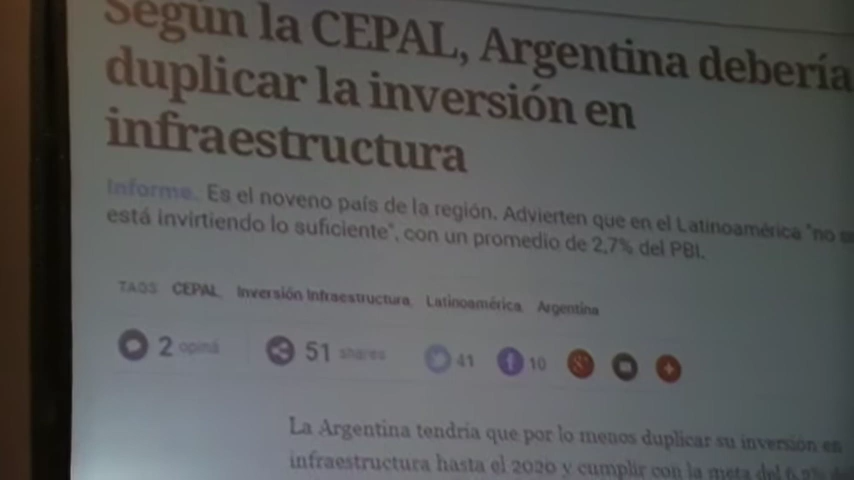 Según la CEPAL, Argentina debería
duplicar la inversión en
infraestructura
Informe. Es el noveno país de la región. Advierten que en el Latinoamérica "no
está invirtiendo lo suficiente", con un promedio de 2,7% del PBI.
TAGS CEPAL Inversión Infraestructura Latinoamérica Argentina
2 opiná 51 shares 41 f 10 g+
La Argentina tendría que por lo menos duplicar su inversión en
infraestructura hasta el 2020 y cumplir con la meta del